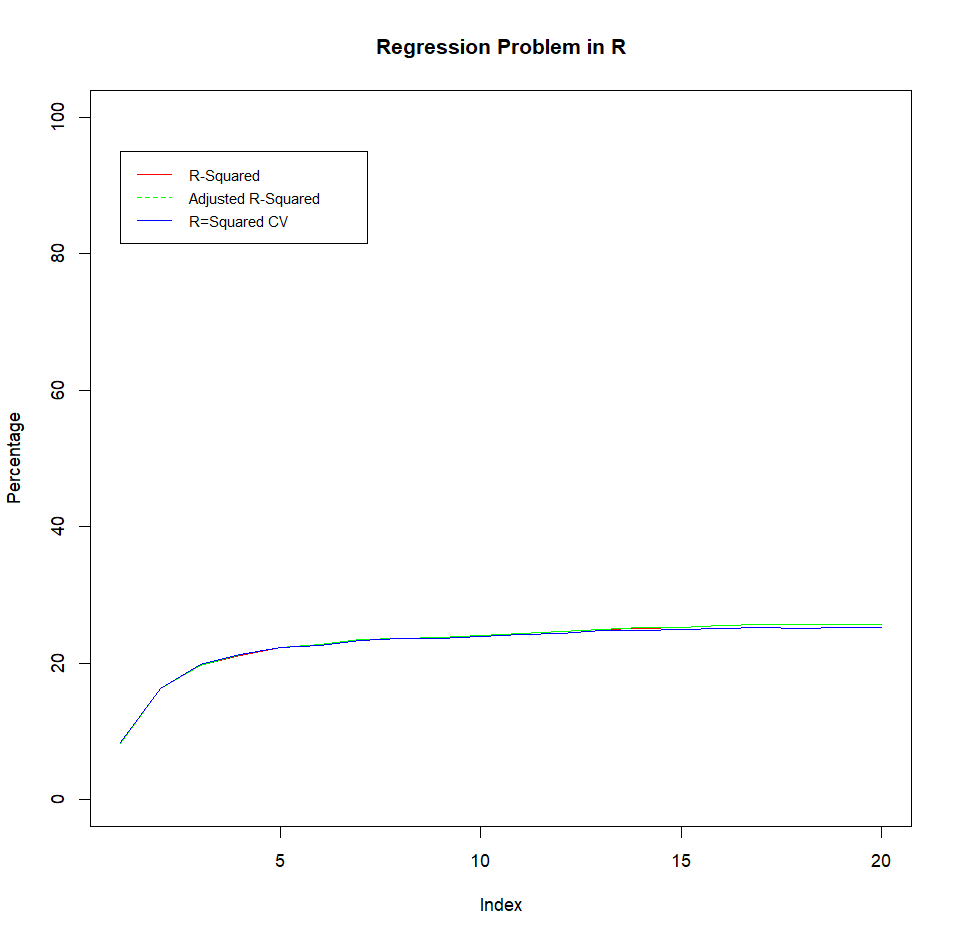 Regression Problem in R
100
80
60
40
20
0
Percentage
R-Squared
Adjusted R-Squared
R=Squared CV
5 10 15 20
Index